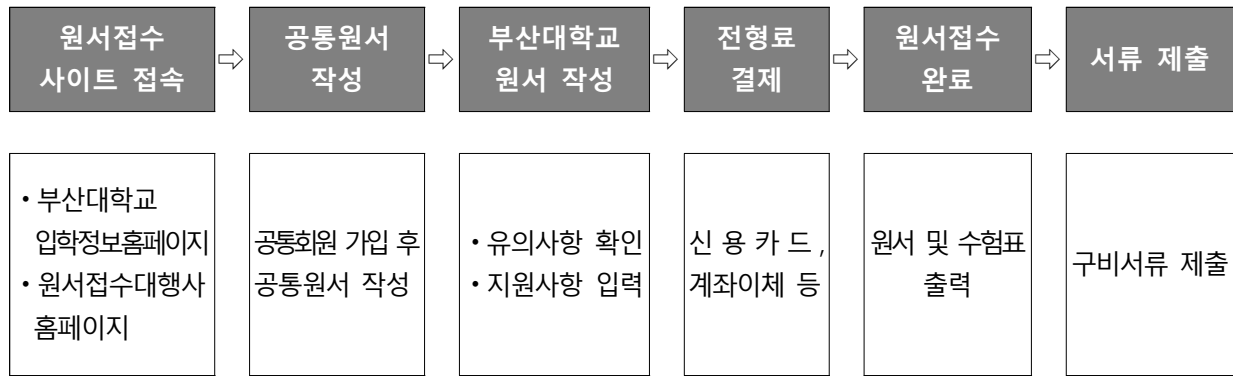 원서접수
사이트 접속
⇨
공통원서
작성
⇨
부산대학교
원서 작성
⇨
전형료
결제
⇨
원서접수
완료
⇨
서류 제출
• 부산대학교
입학정보홈페이지
• 원서접수대행사
홈페이지
공통회원 가입 후
공통원서 작성
• 유의사항 확인
• 지원사항 입력
신 용 카 드 ,
계좌이체 등
원서 및 수험표
출력
구비서류 제출